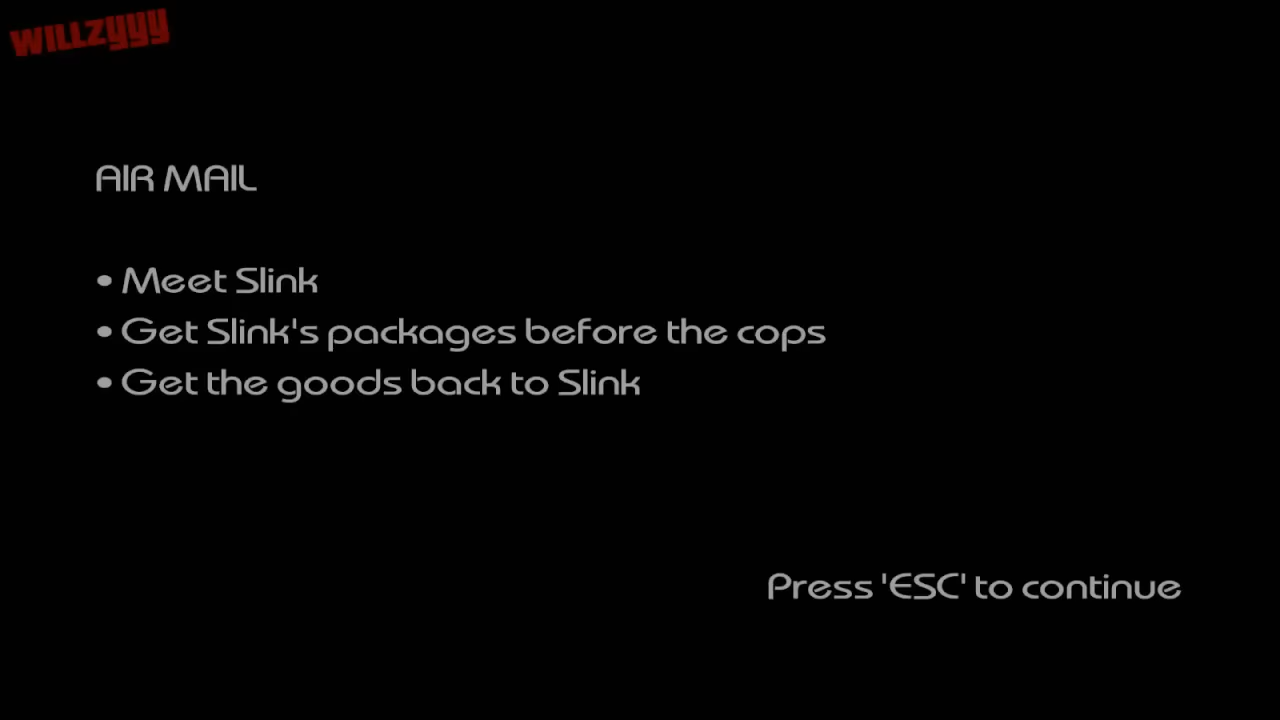 WILLZYYY
AIR MAIL
• Meet Slink
• Get Slink's packages before the cops
• Get the goods back to Slink
Press 'ESC' to continue